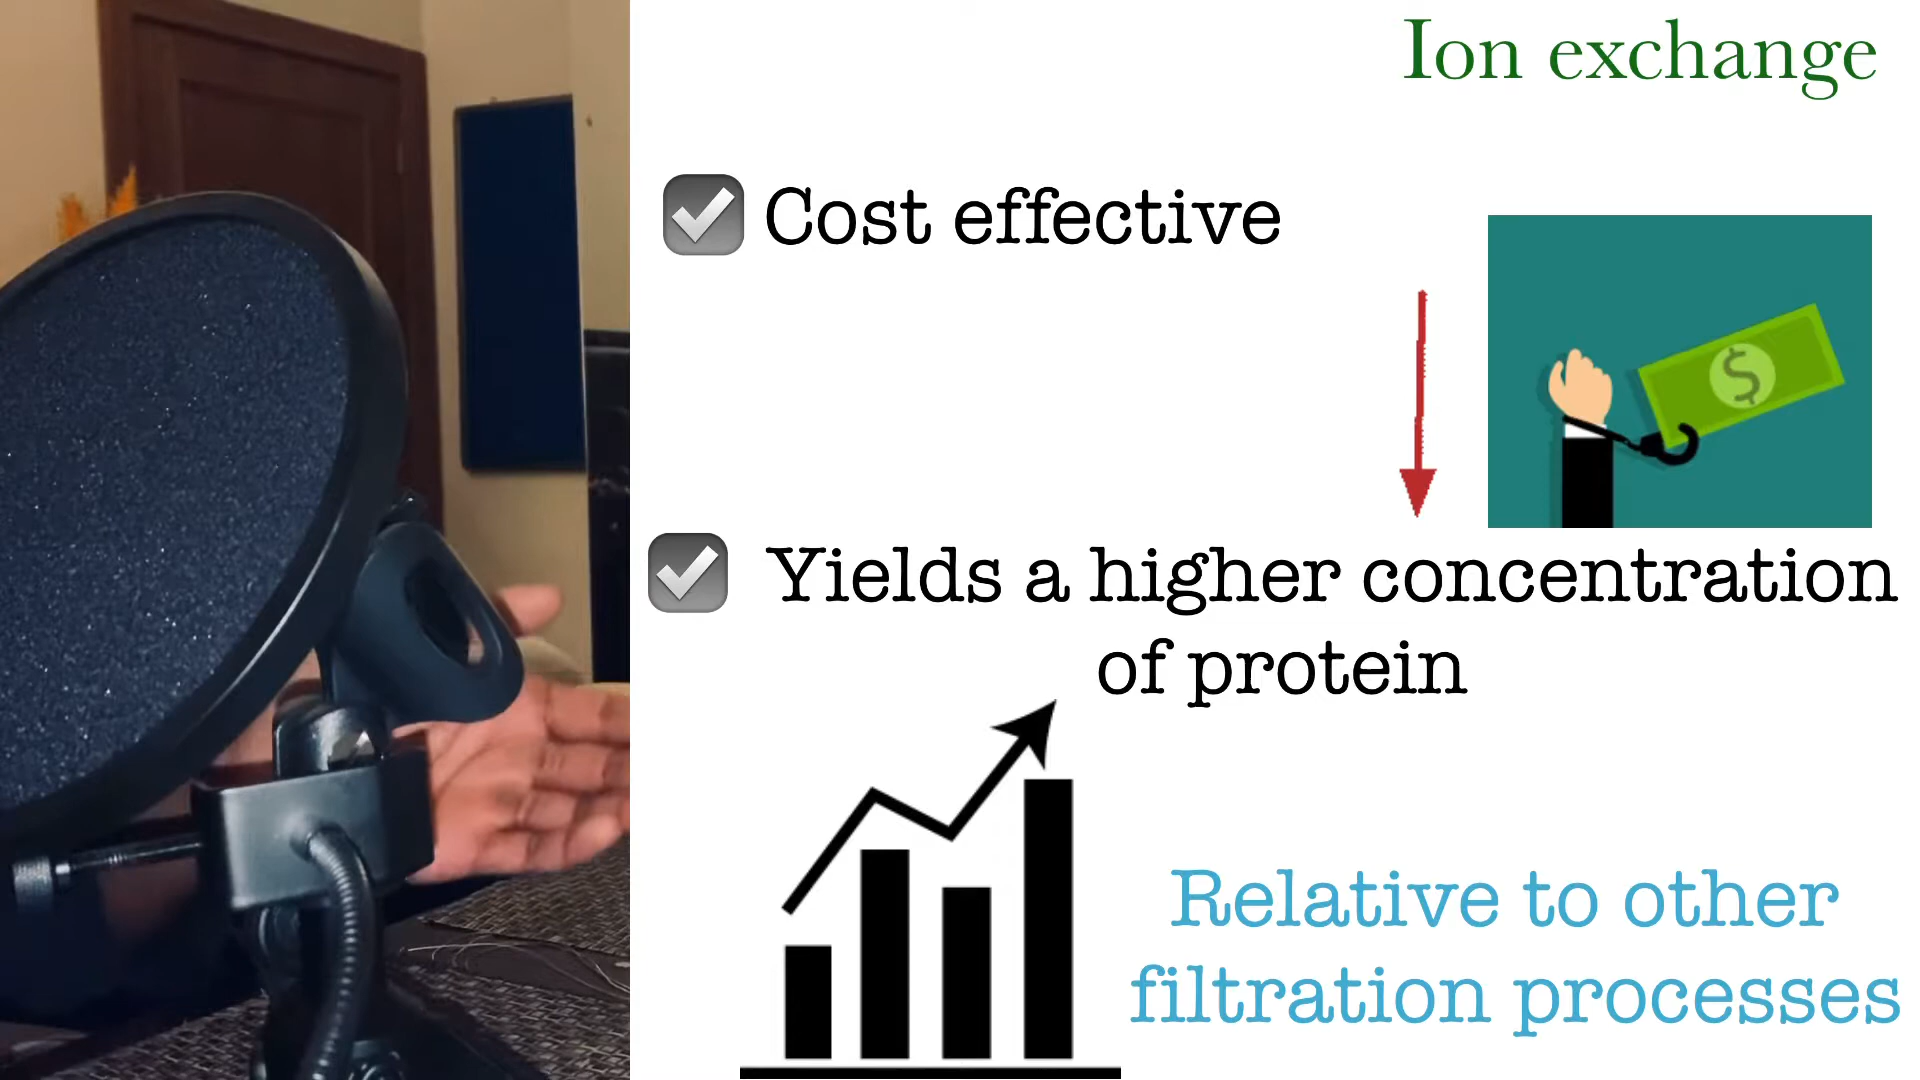 Ion exchange
Cost effective
$
Yields a higher concentration
of protein
Relative to other
filtration processes